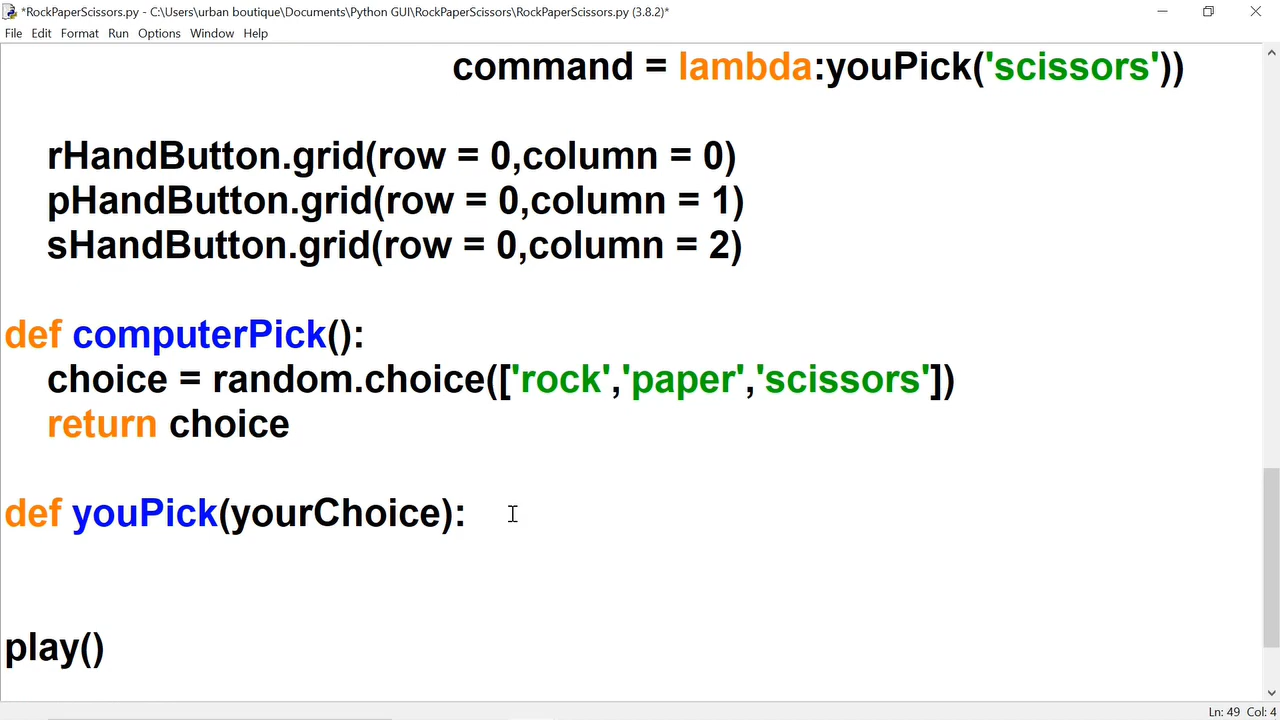 *RockPaperScissors.py - C:\Users\urban boutique\Documents\Python GUI\RockPaperScissors\RockPaperScissors.py (3.8.2)*
File Edit Format Run Options Window Help
command = lambda:youPick('scissors'))
rHandButton.grid(row = 0,column = 0)
pHandButton.grid(row = 0,column = 1)
sHandButton.grid(row = 0,column = 2)
def computerPick():
choice = random.choice(['rock','paper','scissors'])
return choice
def youPick(yourChoice):
play()
Ln: 49 Col: 4